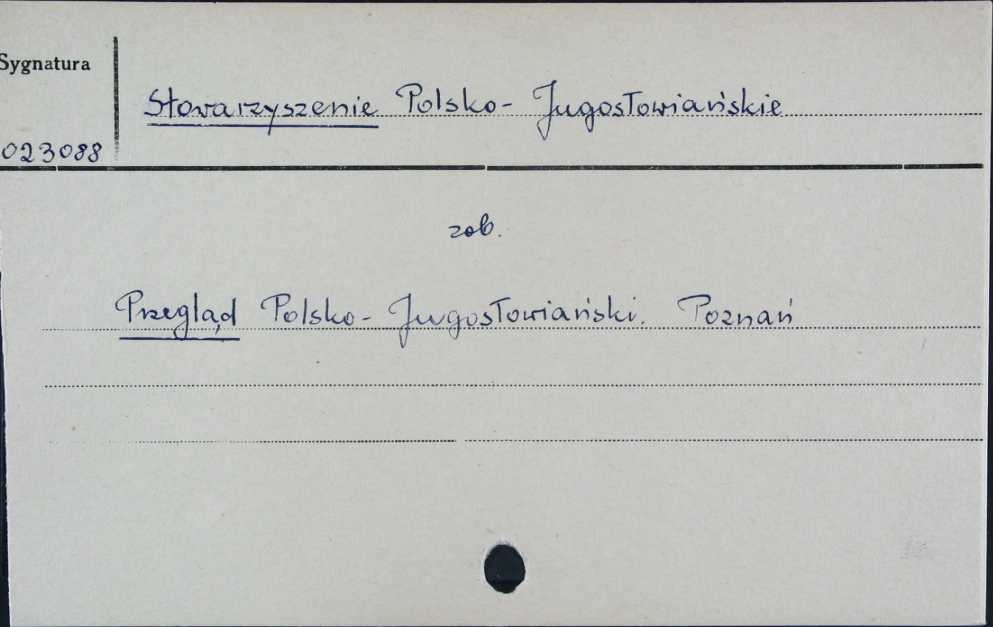 Sygnatura
Stowarzyszenie Polsko-Jugosłowiańskie
023088
zob.
Przegląd Polsko-Jugosłowiański. Poznań